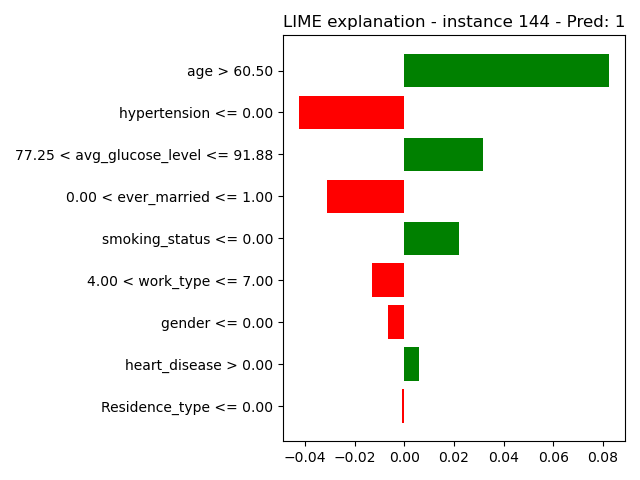 LIME explanation - instance 144 - Pred: 1
age > 60.50
hypertension <= 0.00
77.25 < avg_glucose_level <= 91.88
0.00 < ever_married <= 1.00
smoking_status <= 0.00
4.00 < work_type <= 7.00
gender <= 0.00
heart_disease > 0.00
Residence_type <= 0.00
−0.04 −0.02 0.00 0.02 0.04 0.06 0.08